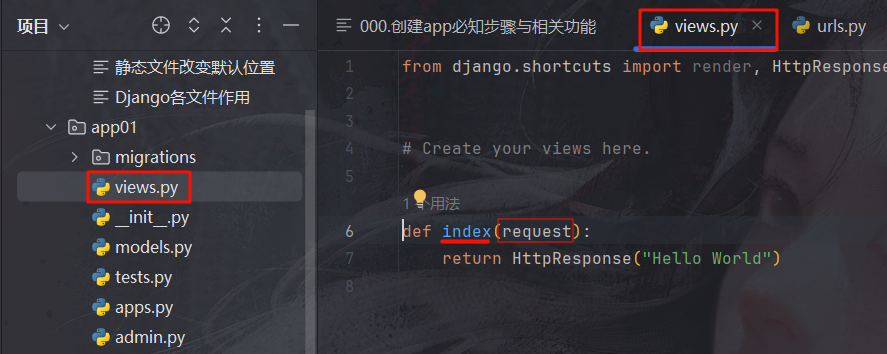 项目
静态文件改变默认位置
Django各文件作用
app01
migrations
views.py
__init__.py
models.py
tests.py
apps.py
admin.py
000.创建app必知步骤与相关功能
views.py
urls.py
1 from django.shortcuts import render, HttpResponse
2
3
4 # Create your views here.
5
1个用法
6 def index(request):
7 return HttpResponse("Hello World")
8